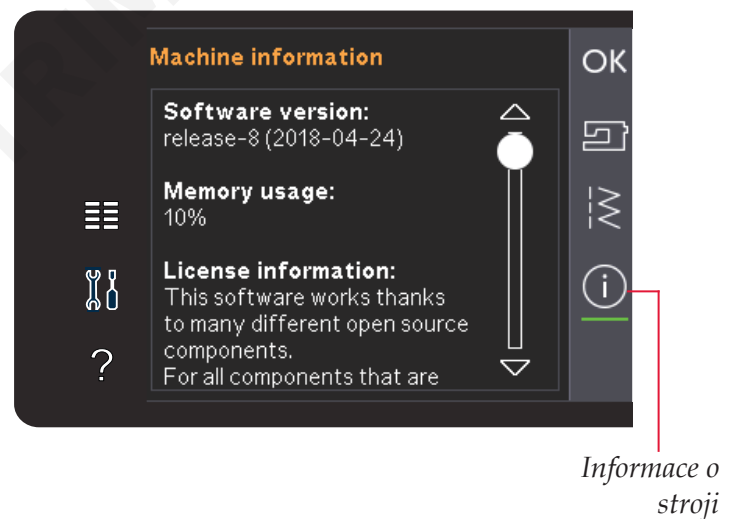 Machine information
OK
Software version:
release-8 (2018-04-24)
Memory usage:
10%
License information:
This software works thanks
to many different open source
components.
For all components that are
?
i
Informace o
stroji